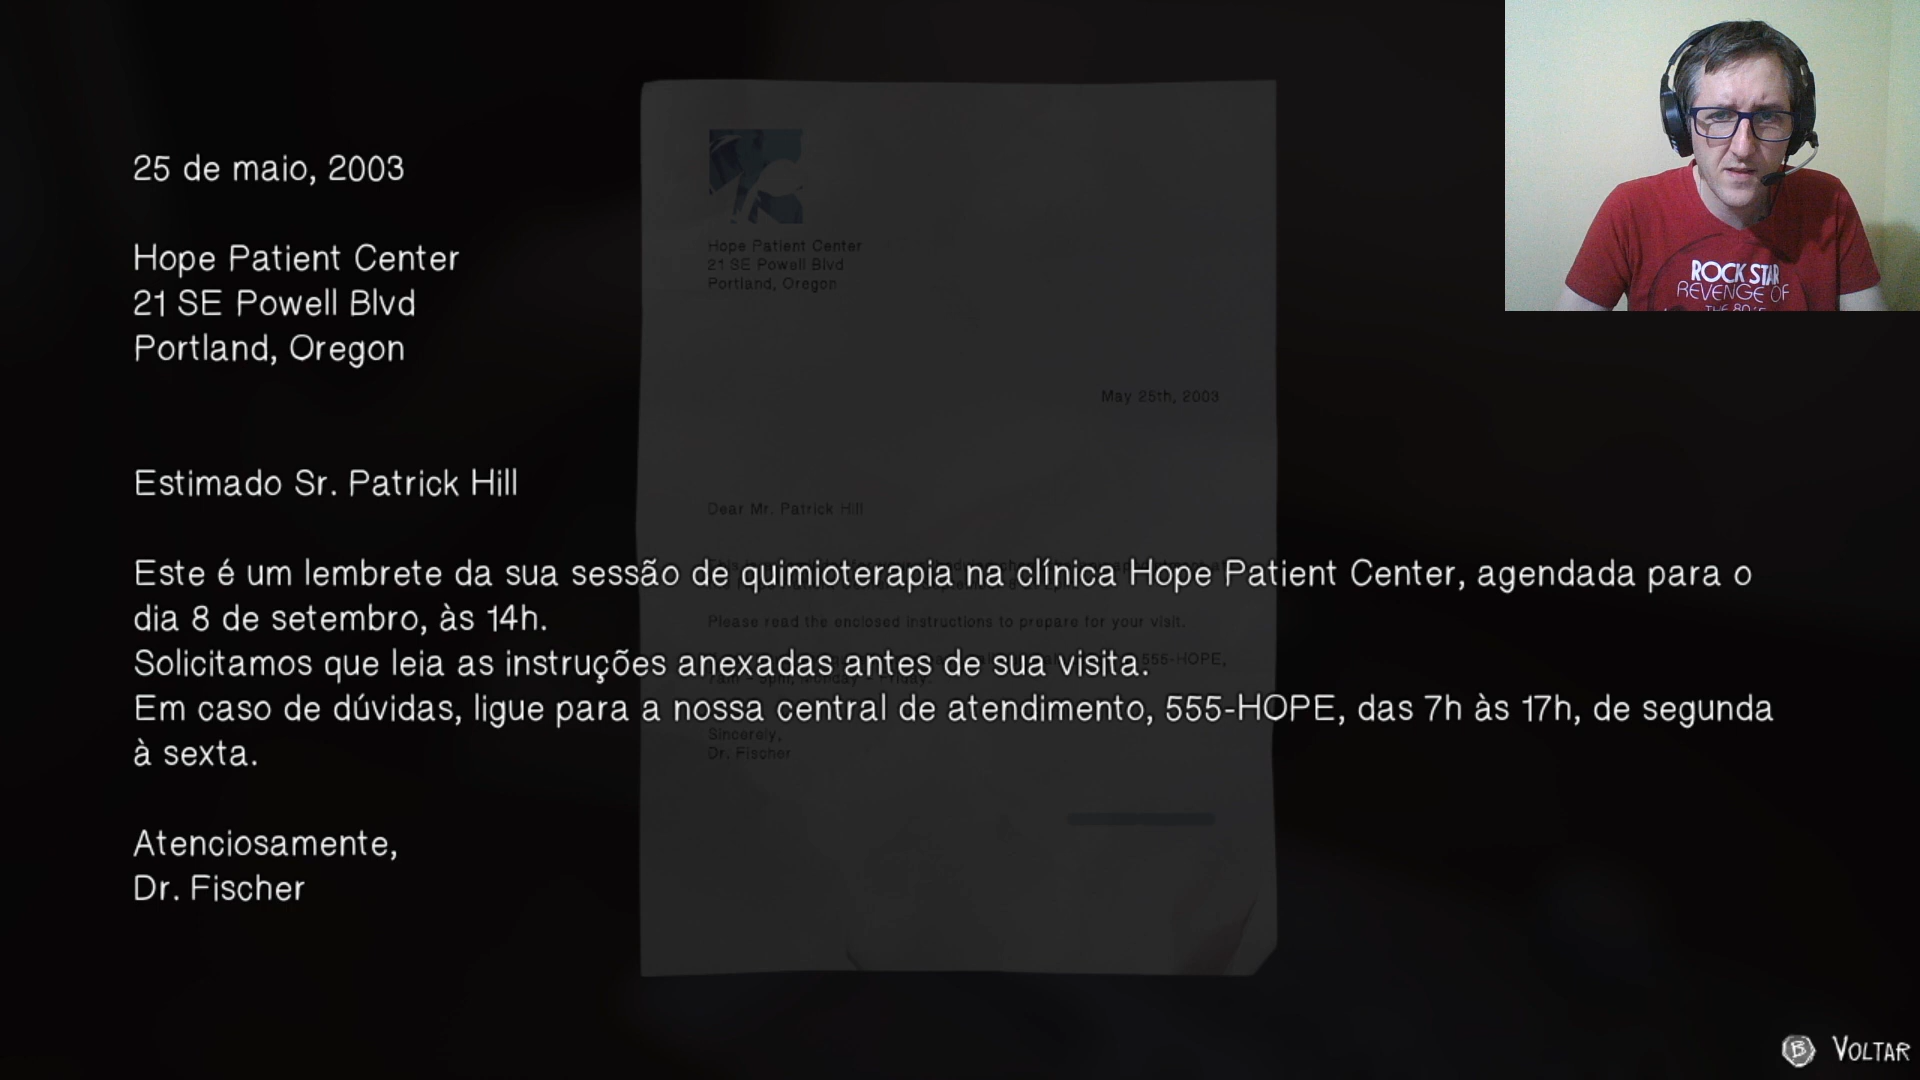 25 de maio, 2003
Hope Patient Center
21 SE Powell Blvd
Portland, Oregon
Estimado Sr. Patrick Hill
Este é um lembrete da sua sessão de quimioterapia na clínica Hope Patient Center, agendada para o
dia 8 de setembro, às 14h.
Solicitamos que leia as instruções anexadas antes de sua visita.
Em caso de dúvidas, ligue para a nossa central de atendimento, 555-HOPE, das 7h às 17h, de segunda
à sexta.
Atenciosamente,
Dr. Fischer
Hope Patient Center
21 SE Powell Blvd
Portland, Oregon
May 25th, 2003
Dear Mr. Patrick Hill
Please read the enclosed instructions to prepare for your visit.
555-HOPE,
Sincerely,
Dr. Fischer
ROCK STAR
REVENGE OF
THE 80'S
B VOLTAR